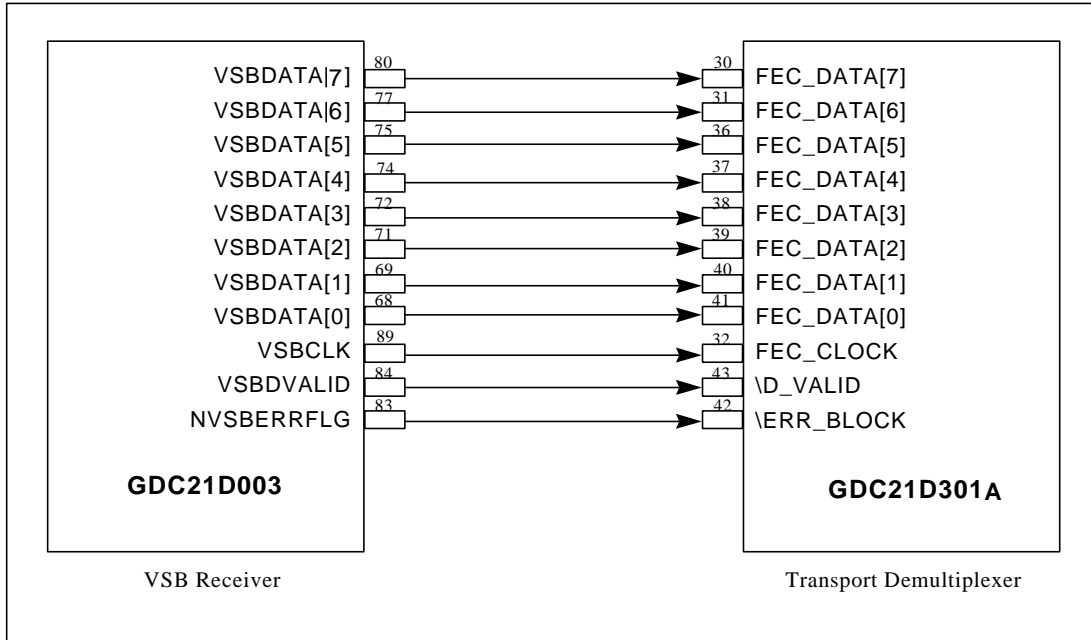 VSBDATA[7] 80 30 FEC_DATA[7]
VSBDATA[6] 77 31 FEC_DATA[6]
VSBDATA[5] 75 36 FEC_DATA[5]
VSBDATA[4] 74 37 FEC_DATA[4]
VSBDATA[3] 72 38 FEC_DATA[3]
VSBDATA[2] 71 39 FEC_DATA[2]
VSBDATA[1] 69 40 FEC_DATA[1]
VSBDATA[0] 68 41 FEC_DATA[0]
VSBCLK 89 32 FEC_CLOCK
VSBDVALID 84 43 \D_VALID
NVSBERRFLG 83 42 \ERR_BLOCK
GDC21D003 GDC21D301A
VSB Receiver Transport Demultiplexer